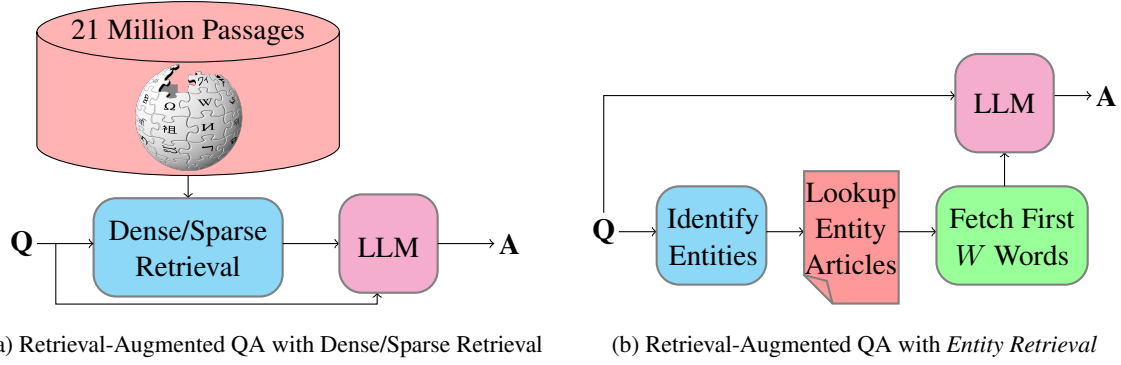 21 Million Passages
Ω
W
祖
И
Q
Dense/Sparse
Retrieval
LLM
A
a) Retrieval-Augmented QA with Dense/Sparse Retrieval
LLM
A
Q
Identify
Entities
Lookup
Entity
Articles
Fetch First
W Words
(b) Retrieval-Augmented QA with Entity Retrieval